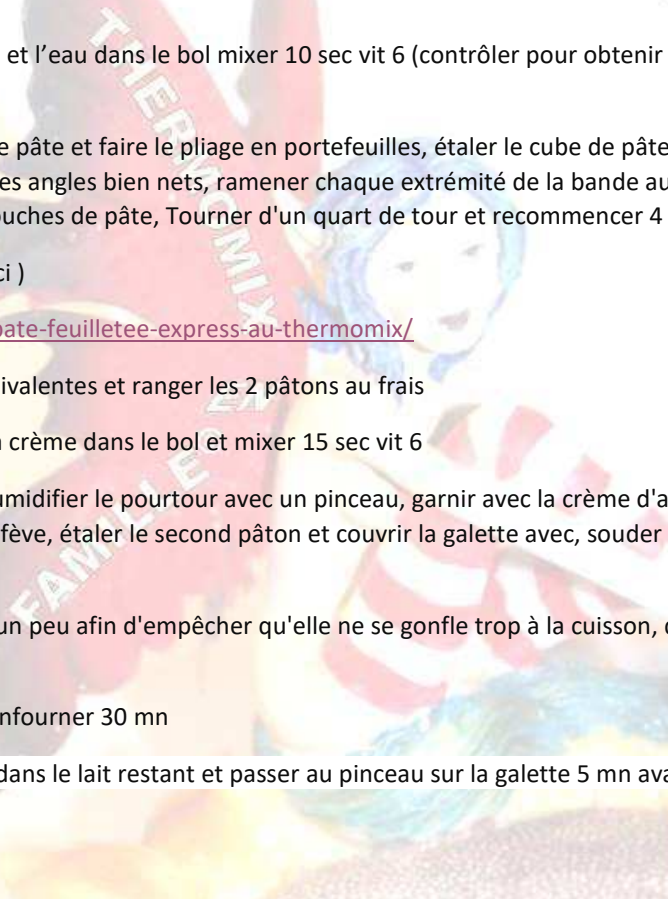 et l'eau dans le bol mixer 10 sec vit 6 (contrôler pour obtenir
e pâte et faire le pliage en portefeuilles, étaler le cube de pâte
es angles bien nets, ramener chaque extrémité de la bande au
ouches de pâte, Tourner d'un quart de tour et recommencer 4
ci )
pate-feuilletee-express-au-thermomix/
ivalentes et ranger les 2 pâtons au frais
crème dans le bol et mixer 15 sec vit 6
umidifier le pourtour avec un pinceau, garnir avec la crème d'a
fève, étaler le second pâton et couvrir la galette avec, souder
un peu afin d'empêcher qu'elle ne se gonfle trop à la cuisson,
nfourner 30 mn
dans le lait restant et passer au pinceau sur la galette 5 mn ava
THERMOMIX
FAMILLE